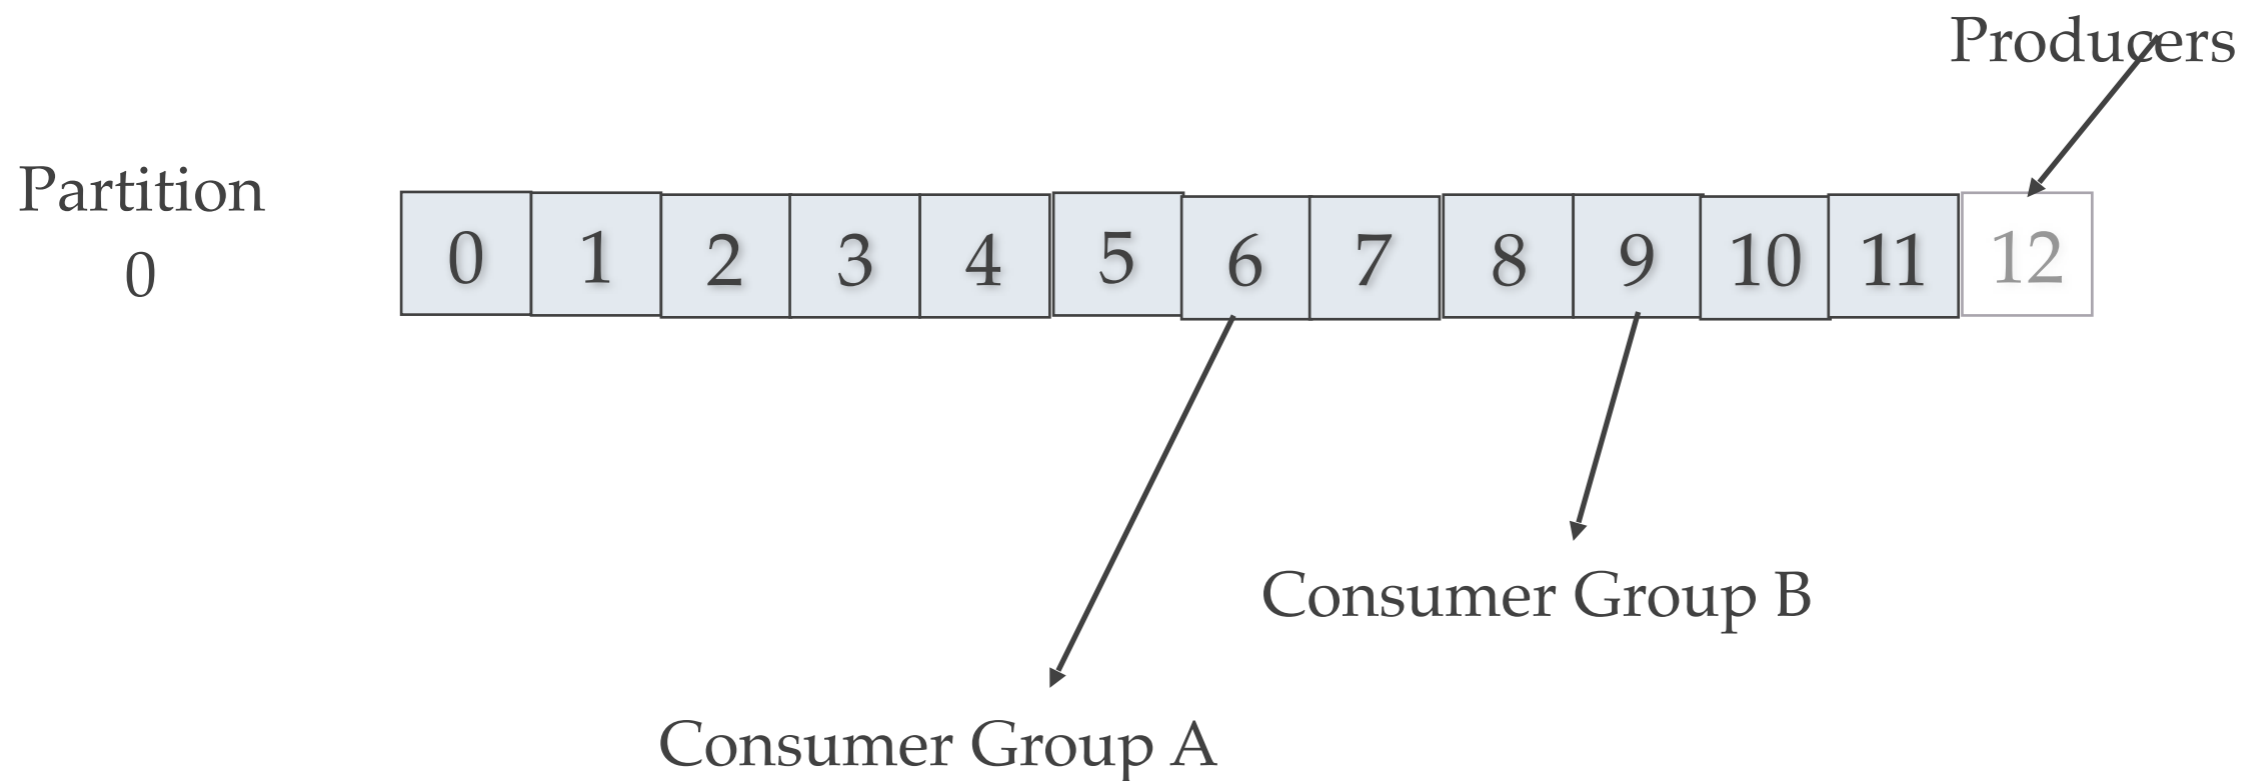 Producers
Partition
0
0 1 2 3 4 5 6 7 8 9 10 11 12
Consumer Group B
Consumer Group A